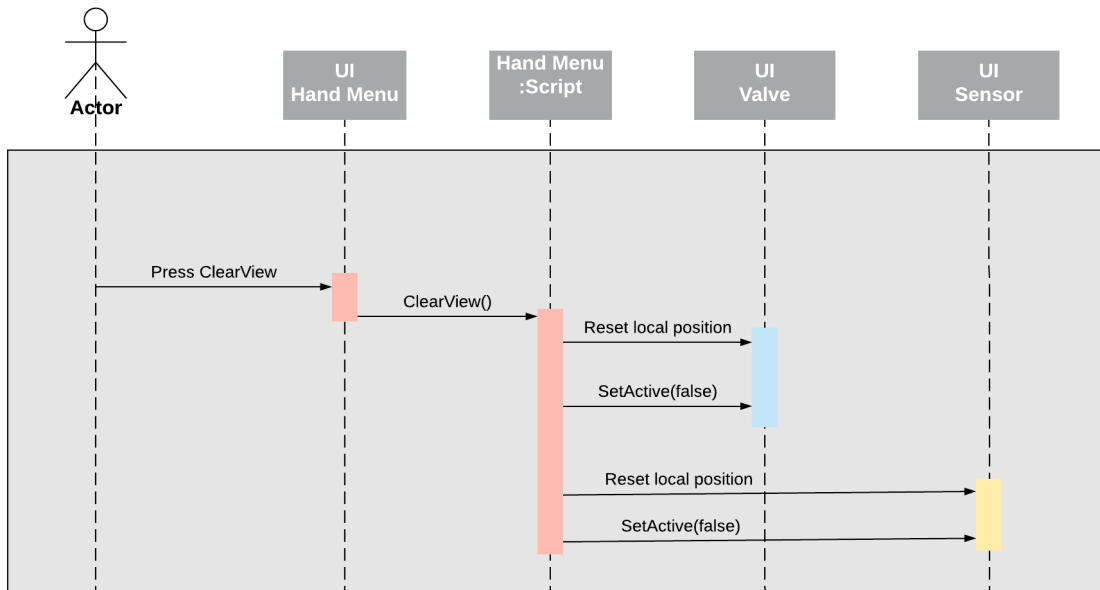 Actor
UI
Hand Menu
Hand Menu
:Script
UI
Valve
UI
Sensor
Press ClearView
ClearView()
Reset local position
SetActive(false)
Reset local position
SetActive(false)